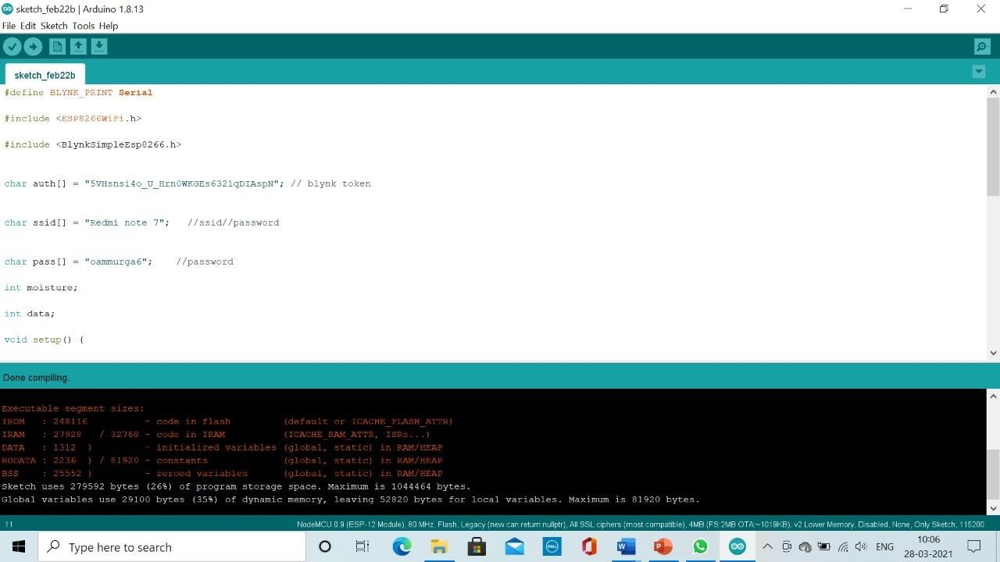 sketch_feb22b | Arduino 1.8.13
File Edit Sketch Tools Help
sketch_feb22b
#define BLYNK_PRINT Serial
#include <ESP8266WiFi.h>
#include <BlynkSimpleEsp8266.h>
char auth[] = "5VHsnsi4o_U_Hrn0WKGEs6321qDIAspN"; // blynk token
char ssid[] = "Redmi note 7"; //ssid//password
char pass[] = "oammurga6"; //password
int moisture;
int data;
void setup() {
Done compiling.
Executable segment sizes:
IROM : 248116 - code in flash (default or ICACHE_FLASH_ATTR)
IRAM : 27928 / 32768 - code in IRAM (ICACHE_RAM_ATTR, ISRs...)
DATA : 1312 ) - initialized variables (global, static) in RAM/HEAP
RODATA : 2236 ) / 81920 - constants (global, static) in RAM/HEAP
BSS : 25552 ) - zeroed variables (global, static) in RAM/HEAP
Sketch uses 279592 bytes (26%) of program storage space. Maximum is 1044464 bytes.
Global variables use 29100 bytes (35%) of dynamic memory, leaving 52820 bytes for local variables. Maximum is 81920 bytes.
11 NodeMCU 0.9 (ESP-12 Module), 80 MHz, Flash, Legacy (new can return nullptr), All SSL ciphers (most compatible), 4MB (FS:2MB OTA:~1019KB), v2 Lower Memory, Disabled, None, Only Sketch, 115200
Type here to search
DELL
W
P
ENG
10:06
28-03-2021